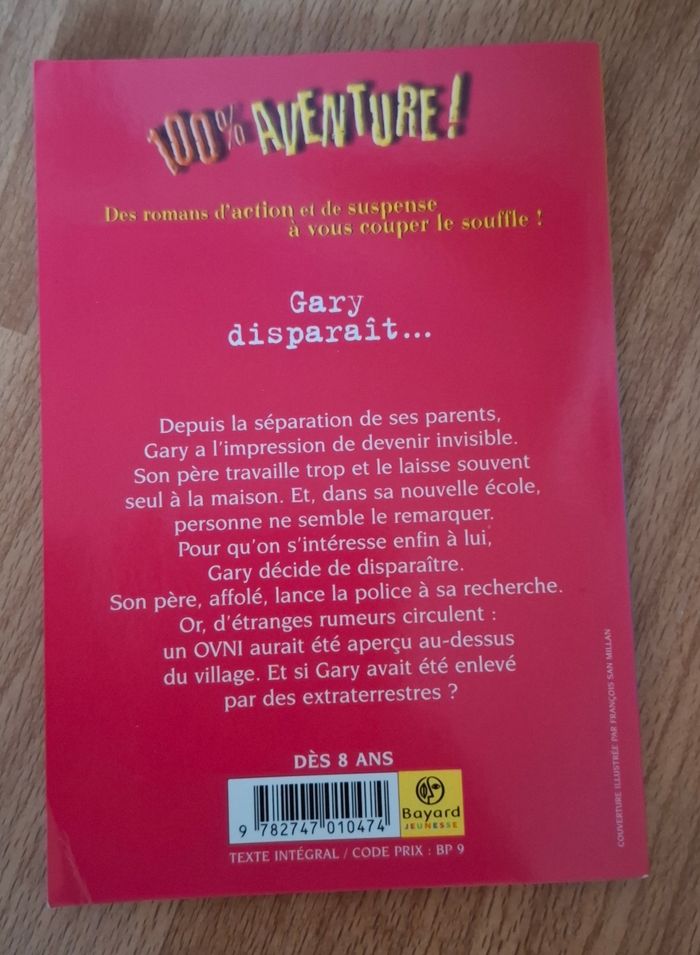 100% AVENTURE !
Des romans d'action et de suspense
à vous couper le souffle !
Gary
disparaît...
Depuis la séparation de ses parents,
Gary a l'impression de devenir invisible.
Son père travaille trop et le laisse souvent
seul à la maison. Et, dans sa nouvelle école,
personne ne semble le remarquer.
Pour qu'on s'intéresse enfin à lui,
Gary décide de disparaître.
Son père, affolé, lance la police à sa recherche.
Or, d'étranges rumeurs circulent :
un OVNI aurait été aperçu au-dessus
du village. Et si Gary avait été enlevé
par des extraterrestres ?
DÈS 8 ANS
9 782747 010474
Bayard
JEUNESSE
TEXTE INTÉGRAL / CODE PRIX : BP 9
COUVERTURE ILLUSTRÉE PAR FRANÇOIS SAN MILLAN